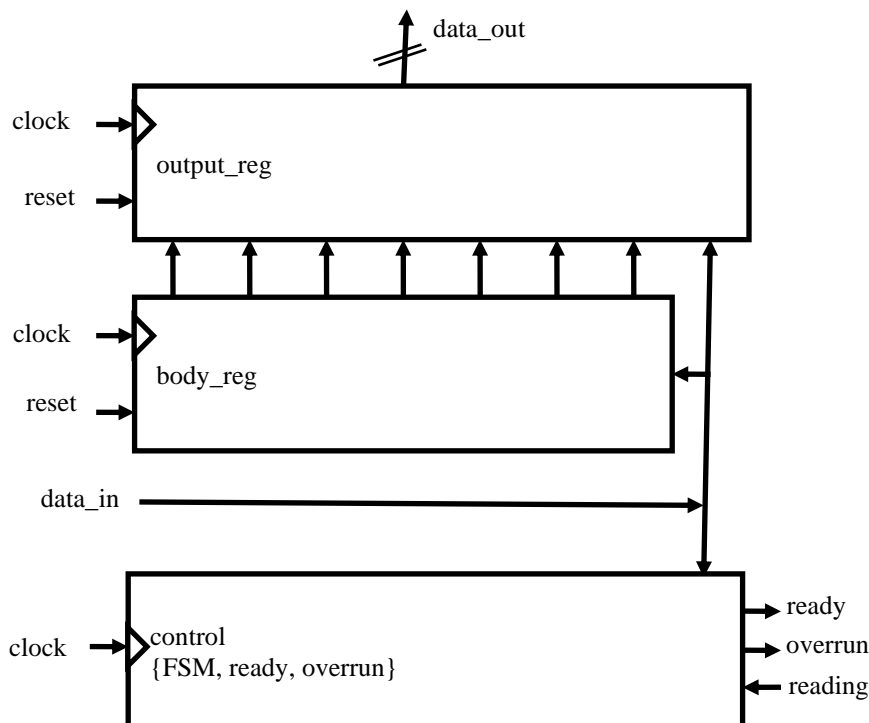 data_out
clock
output_reg
reset
clock
body_reg
reset
data_in
ready
control
overrun
clock
{FSM, ready, overrun}
reading